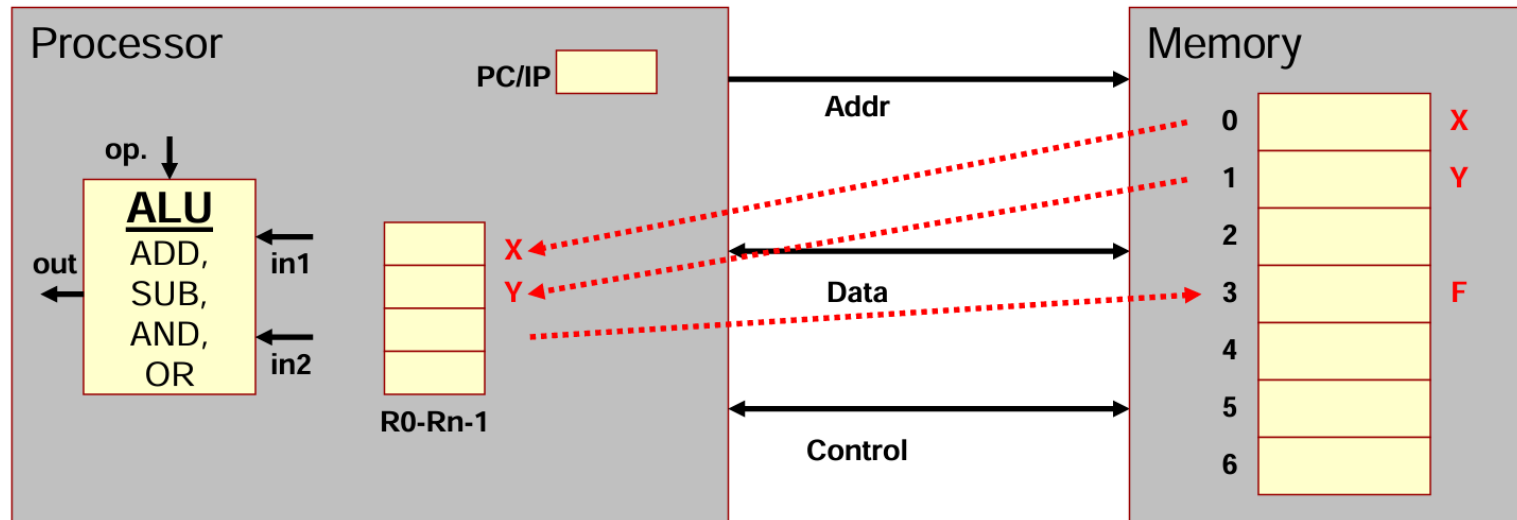 Processor
PC/IP
op.
ALU
ADD,
SUB,
AND,
OR
out
in1
in2
X
Y
R0-Rn-1
Addr
Data
Control
Memory
0 X
1 Y
2
3 F
4
5
6